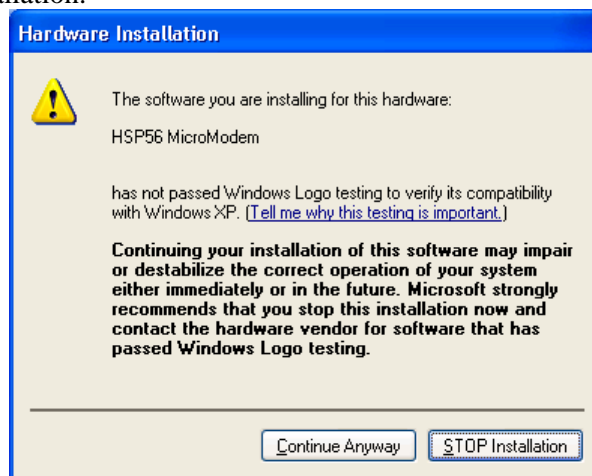 Hardware Installation
The software you are installing for this hardware:
HSP56 MicroModem
has not passed Windows Logo testing to verify its compatibility
with Windows XP. (Tell me why this testing is important.)
Continuing your installation of this software may impair
or destabilize the correct operation of your system
either immediately or in the future. Microsoft strongly
recommends that you stop this installation now and
contact the hardware vendor for software that has
passed Windows Logo testing.
Continue Anyway
STOP Installation